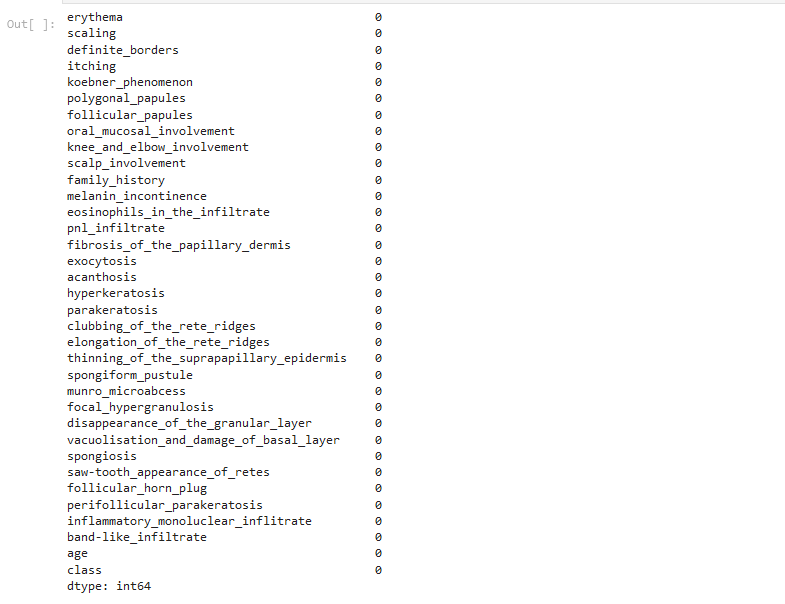 Out[ ]:
erythema 0
scaling 0
definite_borders 0
itching 0
koebner_phenomenon 0
polygonal_papules 0
follicular_papules 0
oral_mucosal_involvement 0
knee_and_elbow_involvement 0
scalp_involvement 0
family_history 0
melanin_incontinence 0
eosinophils_in_the_infiltrate 0
pnl_infiltrate 0
fibrosis_of_the_papillary_dermis 0
exocytosis 0
acanthosis 0
hyperkeratosis 0
parakeratosis 0
clubbing_of_the_rete_ridges 0
elongation_of_the_rete_ridges 0
thinning_of_the_suprapapillary_epidermis 0
spongiform_pustule 0
munro_microabcess 0
focal_hypergranulosis 0
disappearance_of_the_granular_layer 0
vacuolisation_and_damage_of_basal_layer 0
spongiosis 0
saw-tooth_appearance_of_retes 0
follicular_horn_plug 0
perifollicular_parakeratosis 0
inflammatory_monoluclear_inflitrate 0
band-like_infiltrate 0
age 0
class 0
dtype: int64